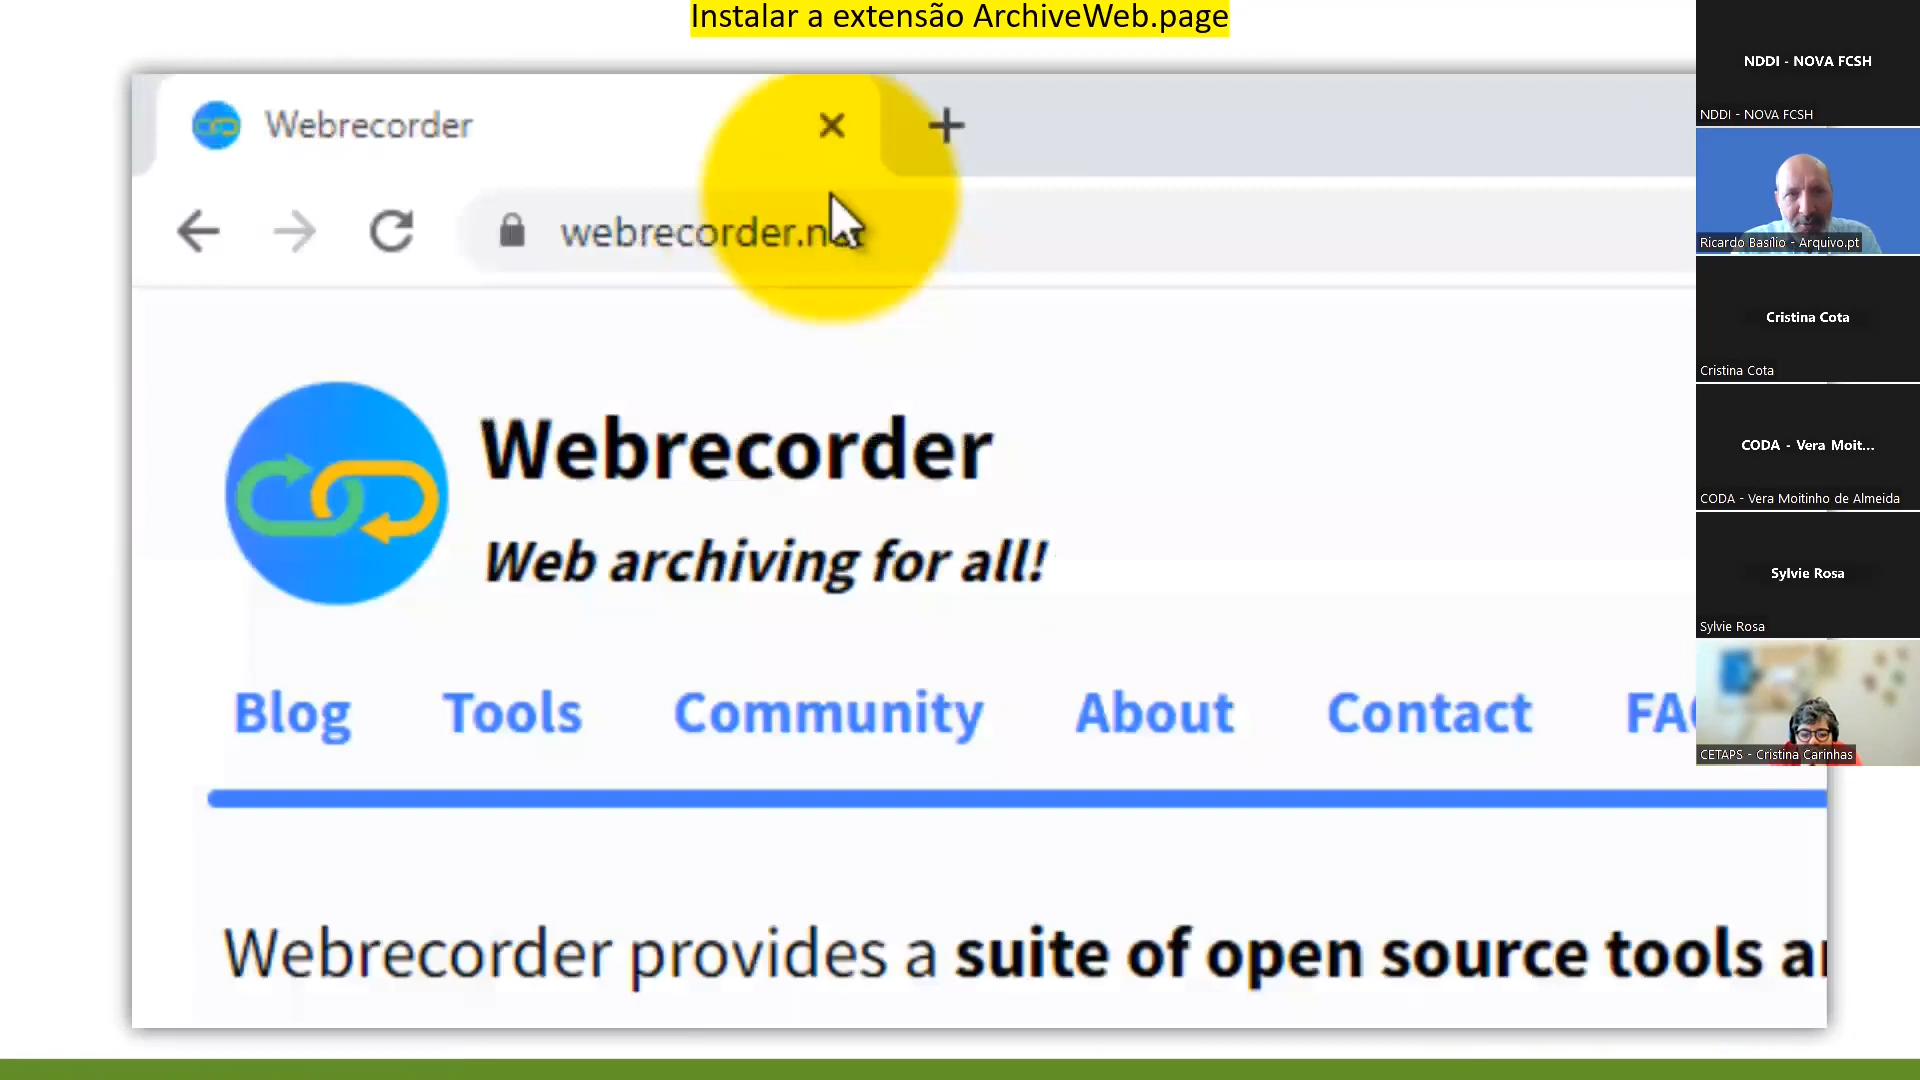 Instalar a extensão ArchiveWeb.page
Webrecorder
webrecorder.n
Webrecorder
Web archiving for all!
Blog Tools Community About Contact FA
Webrecorder provides a suite of open source tools
NDDI - NOVA FCSH
NDDI - NOVA FCSH
Ricardo Basílio - Arquivo.pt
Cristina Cota
Cristina Cota
CODA - Vera Moit...
CODA - Vera Moitinho de Almeida
Sylvie Rosa
Sylvie Rosa
CETAPS - Cristina Carinhas